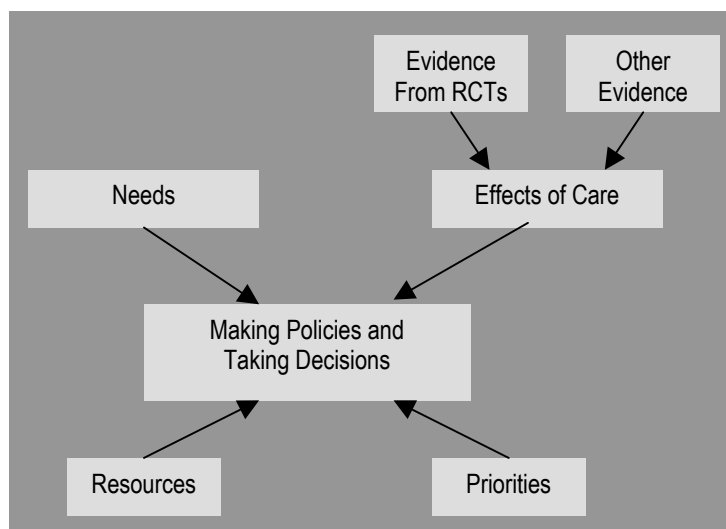 Evidence
From RCTs
Other
Evidence
Needs
Effects of Care
Making Policies and
Taking Decisions
Resources
Priorities